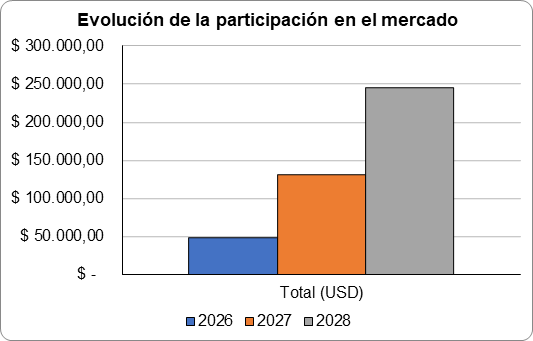 Evolución de la participación en el mercado
$ 300.000,00
$ 250.000,00
$ 200.000,00
$ 150.000,00
$ 100.000,00
$ 50.000,00
$ -
Total (USD)
2026 2027 2028